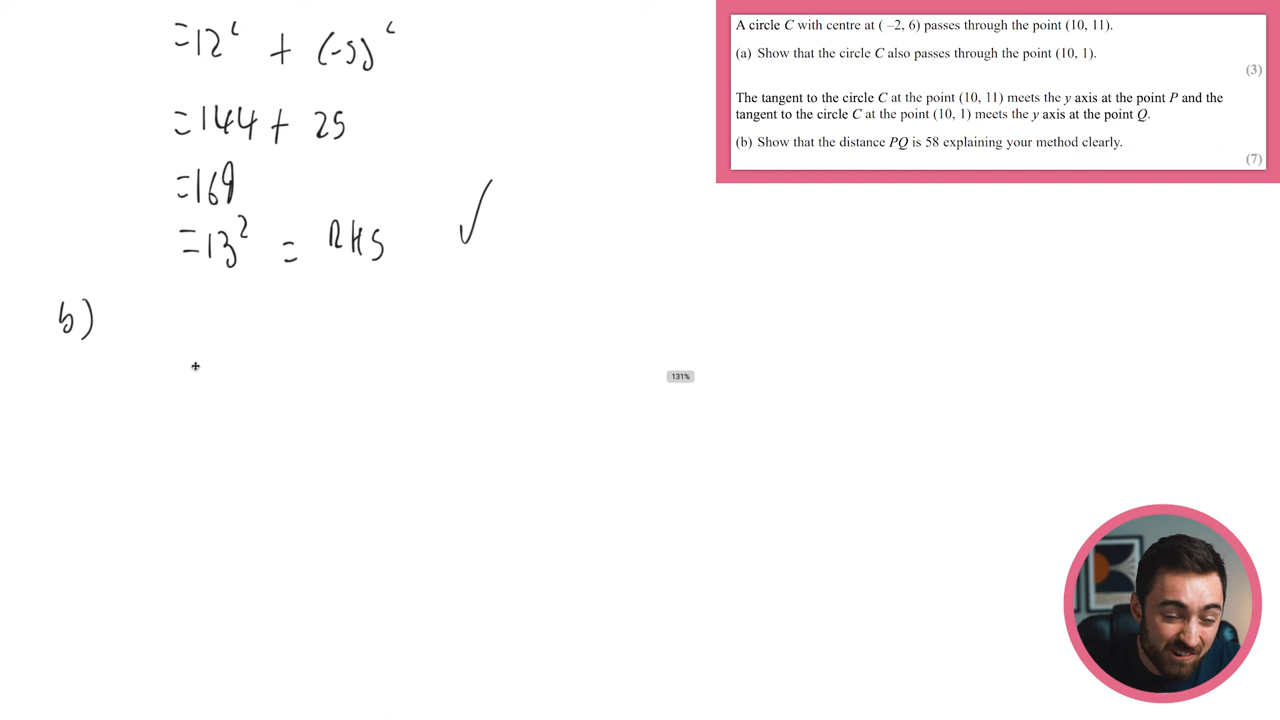 =12² + (-5)²
=144 + 25
=169
=13² = RHS ✓
b)
A circle C with centre at ( –2, 6) passes through the point (10, 11).
(a) Show that the circle C also passes through the point (10, 1).
(3)
The tangent to the circle C at the point (10, 11) meets the y axis at the point P and the
tangent to the circle C at the point (10, 1) meets the y axis at the point Q.
(b) Show that the distance PQ is 58 explaining your method clearly.
(7)
131%